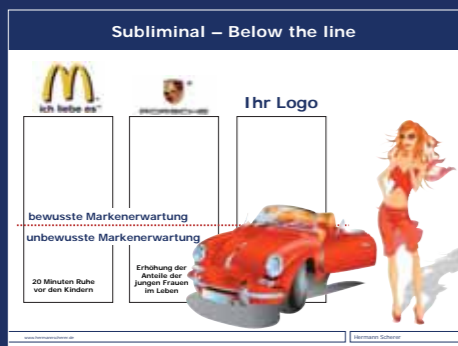 Subliminal – Below the line
ich liebe es™
PORSCHE
Ihr Logo
bewusste Markenerwartung
unbewusste Markenerwartung
20 Minuten Ruhe
vor den Kindern
Erhöhung der
Anteile der
jungen Frauen
im Leben
www.hermannscherer.de
Hermann Scherer